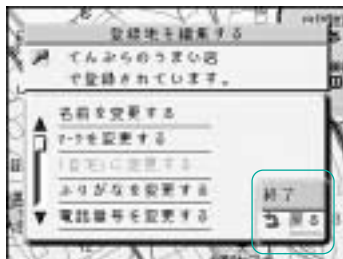 登録地を編集する
てんぷらのうまい店
で登録されています。
名前を変更する
マークを変更する
(自宅)に変更する
ふりがなを変更する
電話番号を変更する
終了
戻る